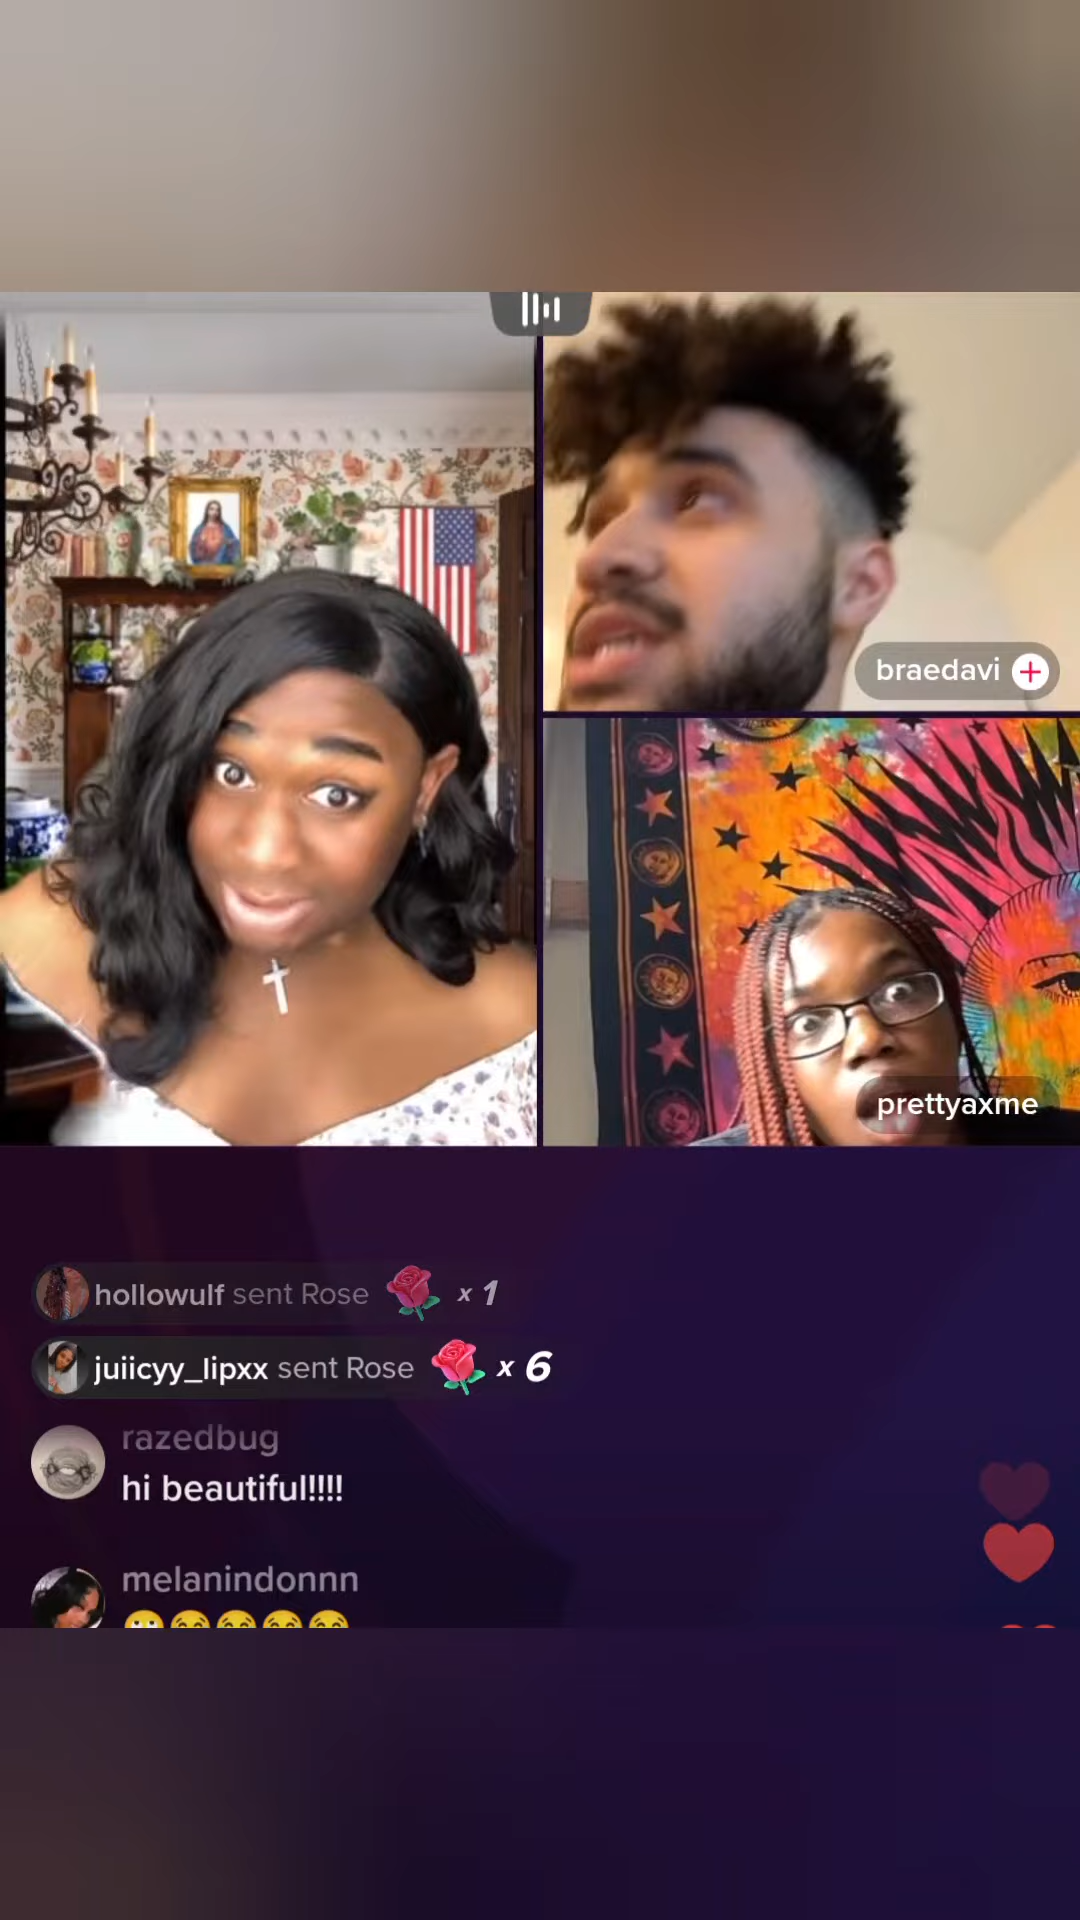 braedavi
prettyaxme
hollowulf sent Rose x 1
juiicyy_lipxx sent Rose x 6
razedbug
hi beautiful!!!!
melanindonnn
🙄😂😂😂😂